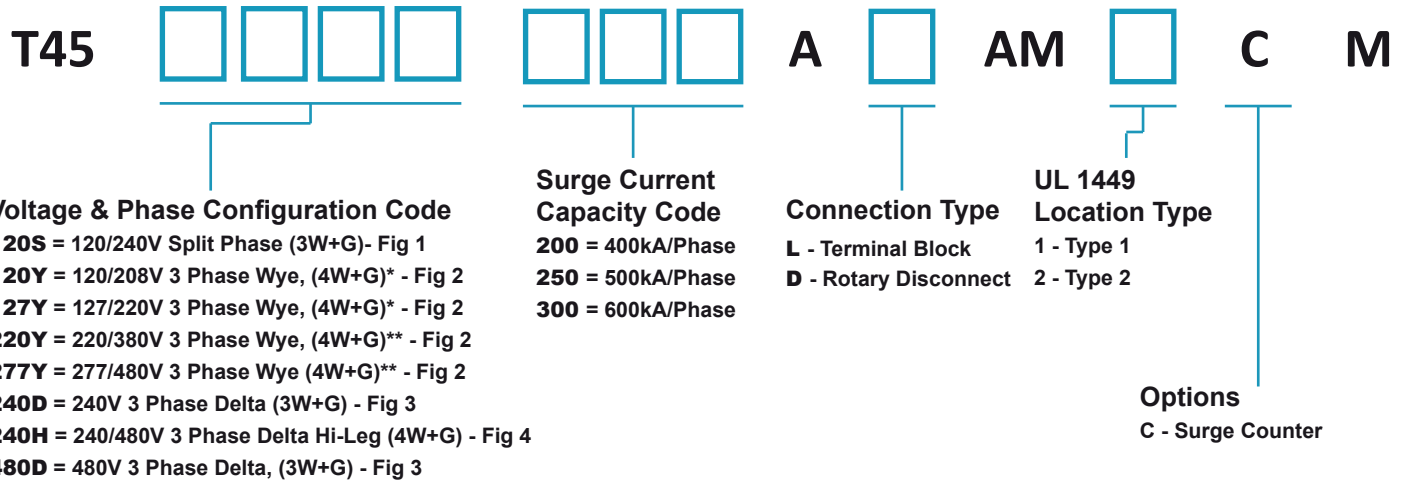 T45 A AM C M
Voltage & Phase Configuration Code
20S = 120/240V Split Phase (3W+G)- Fig 1
20Y = 120/208V 3 Phase Wye, (4W+G)* - Fig 2
27Y = 127/220V 3 Phase Wye, (4W+G)* - Fig 2
220Y = 220/380V 3 Phase Wye, (4W+G)** - Fig 2
277Y = 277/480V 3 Phase Wye (4W+G)** - Fig 2
240D = 240V 3 Phase Delta (3W+G) - Fig 3
240H = 240/480V 3 Phase Delta Hi-Leg (4W+G) - Fig 4
480D = 480V 3 Phase Delta, (3W+G) - Fig 3
Surge Current
Capacity Code
200 = 400kA/Phase
250 = 500kA/Phase
300 = 600kA/Phase
Connection Type
L - Terminal Block
D - Rotary Disconnect
UL 1449
Location Type
1 - Type 1
2 - Type 2
Options
C - Surge Counter